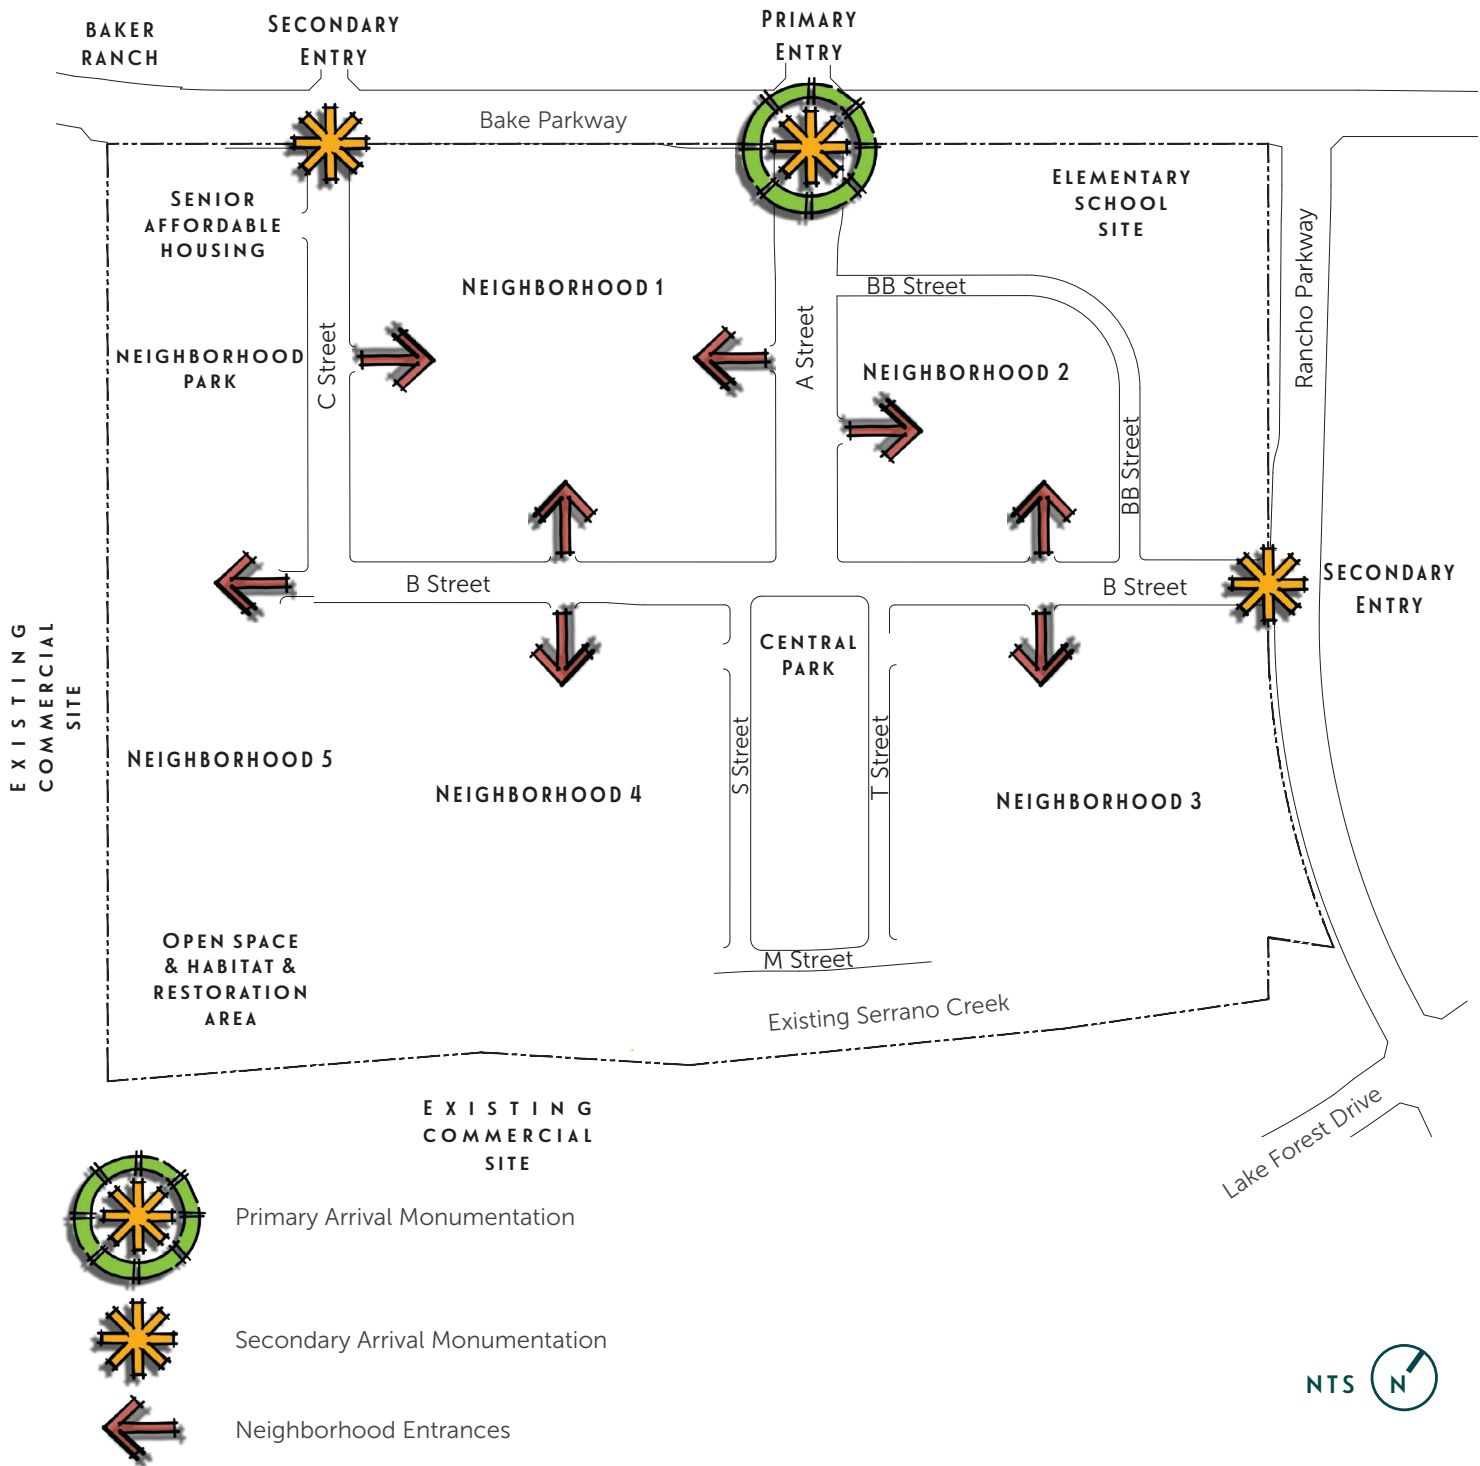 BAKER
RANCH
SECONDARY
ENTRY
PRIMARY
ENTRY
Bake Parkway
SENIOR
AFFORDABLE
HOUSING
ELEMENTARY
SCHOOL
SITE
Rancho Parkway
NEIGHBORHOOD 1
BB Street
NEIGHBORHOOD
PARK
C Street
A Street
NEIGHBORHOOD 2
BB Street
B Street
B Street
SECONDARY
ENTRY
CENTRAL
PARK
EXISTING
COMMERCIAL
SITE
NEIGHBORHOOD 5
NEIGHBORHOOD 4
S Street
T Street
NEIGHBORHOOD 3
OPEN SPACE
& HABITAT &
RESTORATION
AREA
M Street
Existing Serrano Creek
EXISTING
COMMERCIAL
SITE
Lake Forest Drive
Primary Arrival Monumentation
Secondary Arrival Monumentation
Neighborhood Entrances
NTS N